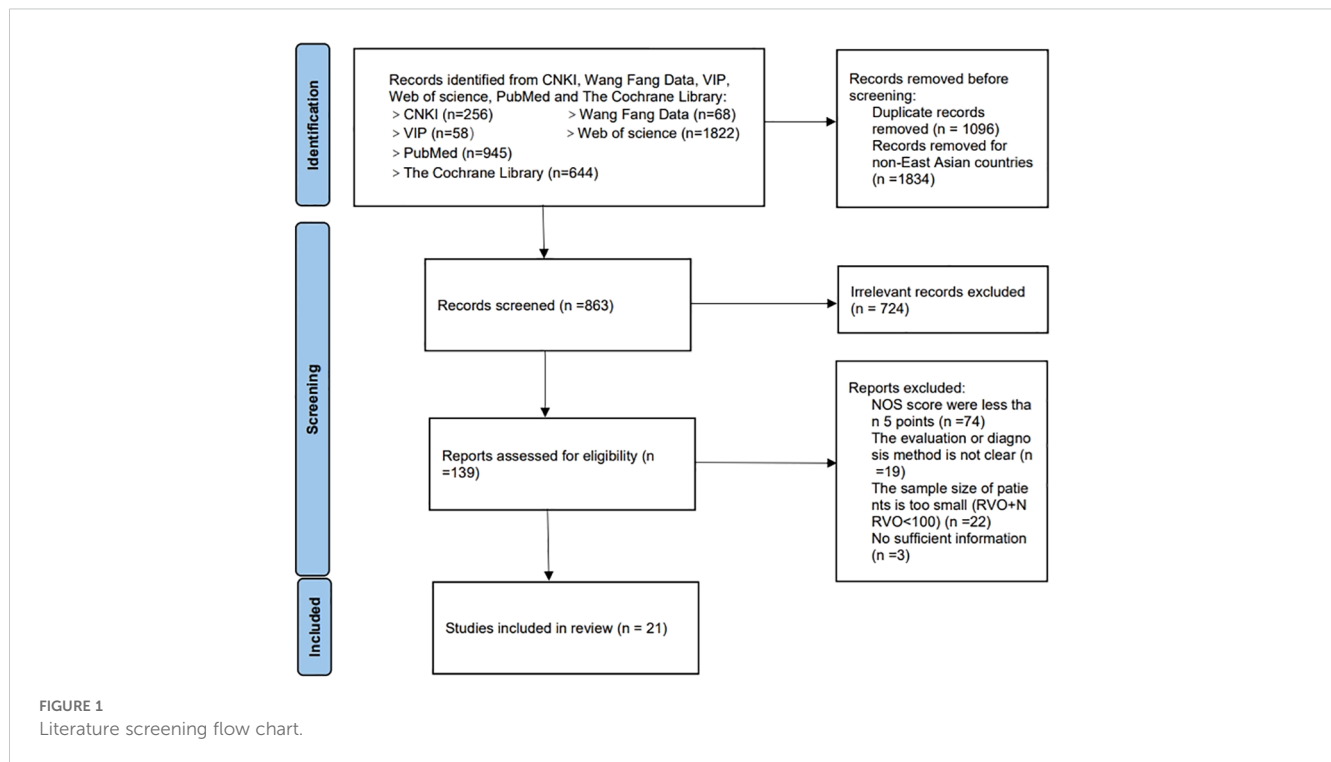 Identification
Records identified from CNKI, Wang Fang Data, VIP,
Web of science, PubMed and The Cochrane Library:
> CNKI (n=256)
> Wang Fang Data (n=68)
> VIP (n=58)
> Web of science (n=1822)
> PubMed (n=945)
> The Cochrane Library (n=644)
Records removed before
screening:
Duplicate records
removed (n = 1096)
Records removed for
non-East Asian countries
(n =1834)
Screening
Records screened (n =863)
Irrelevant records excluded
(n = 724)
Reports assessed for eligibility (n
=139)
Reports excluded:
NOS score were less tha
n 5 points (n =74)
The evaluation or diagno
sis method is not clear (n
=19)
The sample size of patie
nts is too small (RVO+N
RVO<100) (n =22)
No sufficient information
(n =3)
Included
Studies included in review (n = 21)
FIGURE 1
Literature screening flow chart.